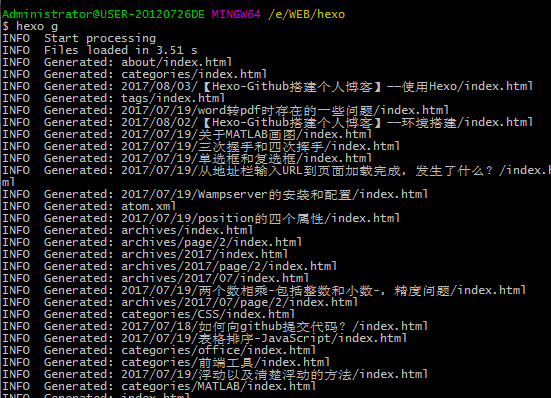 Administrator@USER-20120726DE MINGW64 /e/WEB/hexo
$ hexo g
INFO  Start processing
INFO  Files loaded in 3.51 s
INFO  Generated: about/index.html
INFO  Generated: categories/index.html
INFO  Generated: 2017/08/03/【Hexo-Github搭建个人博客】--使用Hexo/index.html
INFO  Generated: tags/index.html
INFO  Generated: 2017/07/19/word转pdf时存在的一些问题/index.html
INFO  Generated: 2017/08/02/【Hexo-Github搭建个人博客】--环境搭建/index.html
INFO  Generated: 2017/07/19/关于MATLAB画图/index.html
INFO  Generated: 2017/07/19/三次握手和四次挥手/index.html
INFO  Generated: 2017/07/19/单选框和复选框/index.html
INFO  Generated: 2017/07/19/从地址栏输入URL到页面加载完成，发生了什么？/index.ht
ml
INFO  Generated: 2017/07/19/Wampserver的安装和配置/index.html
INFO  Generated: atom.xml
INFO  Generated: 2017/07/19/position的四个属性/index.html
INFO  Generated: archives/index.html
INFO  Generated: archives/page/2/index.html
INFO  Generated: archives/2017/index.html
INFO  Generated: archives/2017/page/2/index.html
INFO  Generated: archives/2017/07/index.html
INFO  Generated: 2017/07/19/两个数相乘-包括整数和小数-，精度问题/index.html
INFO  Generated: archives/2017/07/page/2/index.html
INFO  Generated: categories/CSS/index.html
INFO  Generated: 2017/07/18/如何向github提交代码？/index.html
INFO  Generated: 2017/07/19/表格排序-JavaScript/index.html
INFO  Generated: categories/office/index.html
INFO  Generated: categories/前端工具/index.html
INFO  Generated: 2017/07/19/浮动以及清楚浮动的方法/index.html
INFO  Generated: categories/MATLAB/index.html
INFO  Generated: index.html